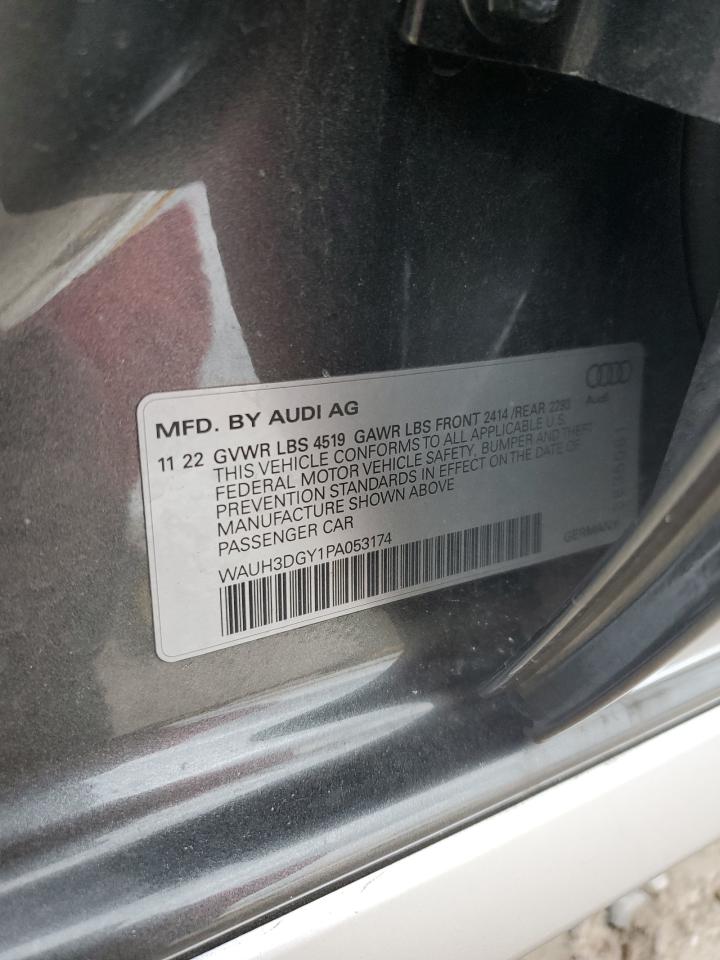 MFD. BY AUDI AG
11 22 GVWR LBS 4519 GAWR LBS FRONT 2414 /REAR 2293
THIS VEHICLE CONFORMS TO ALL APPLICABLE U.S.
FEDERAL MOTOR VEHICLE SAFETY, BUMPER AND THEFT
PREVENTION STANDARDS IN EFFECT ON THE DATE OF
MANUFACTURE SHOWN ABOVE
PASSENGER CAR
WAUH3DGY1PA053174
GERMANY
Audi